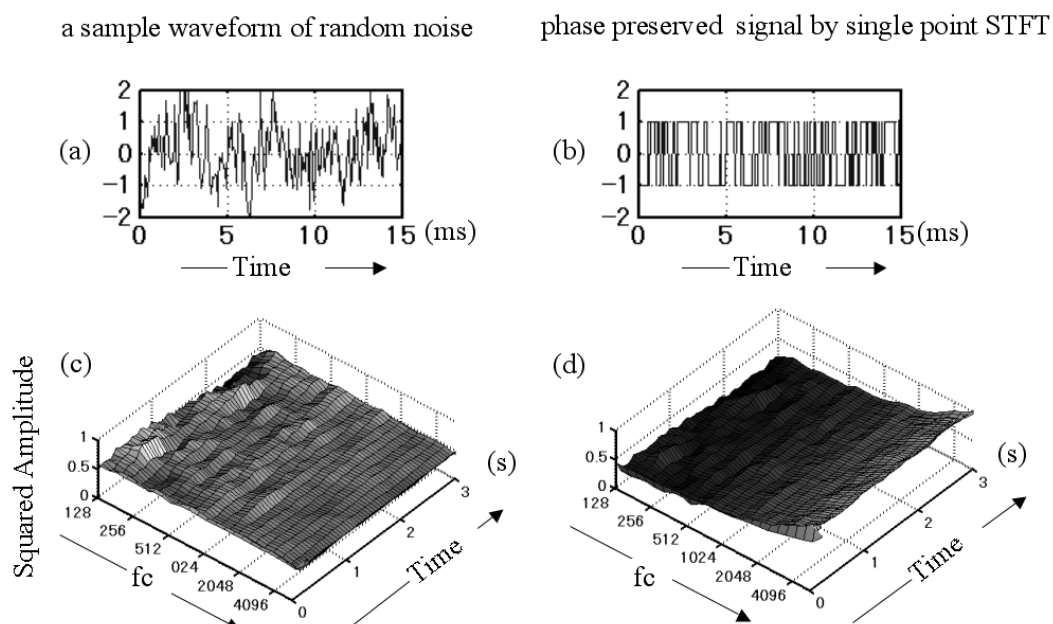 a sample waveform of random noise
phase preserved signal by single point STFT
(a)
2
1
0
-1
-2
0 5 10 15 (ms)
Time
(b)
2
1
0
-1
-2
0 5 10 15 (ms)
Time
(c)
Squared Amplitude
1
0.5
0
128 256 512 024 2048 4096
fc
0 1 2 3
(s)
Time
(d)
1
0.5
0
128 256 512 1024 2048 4096
fc
0 1 2 3
(s)
Time